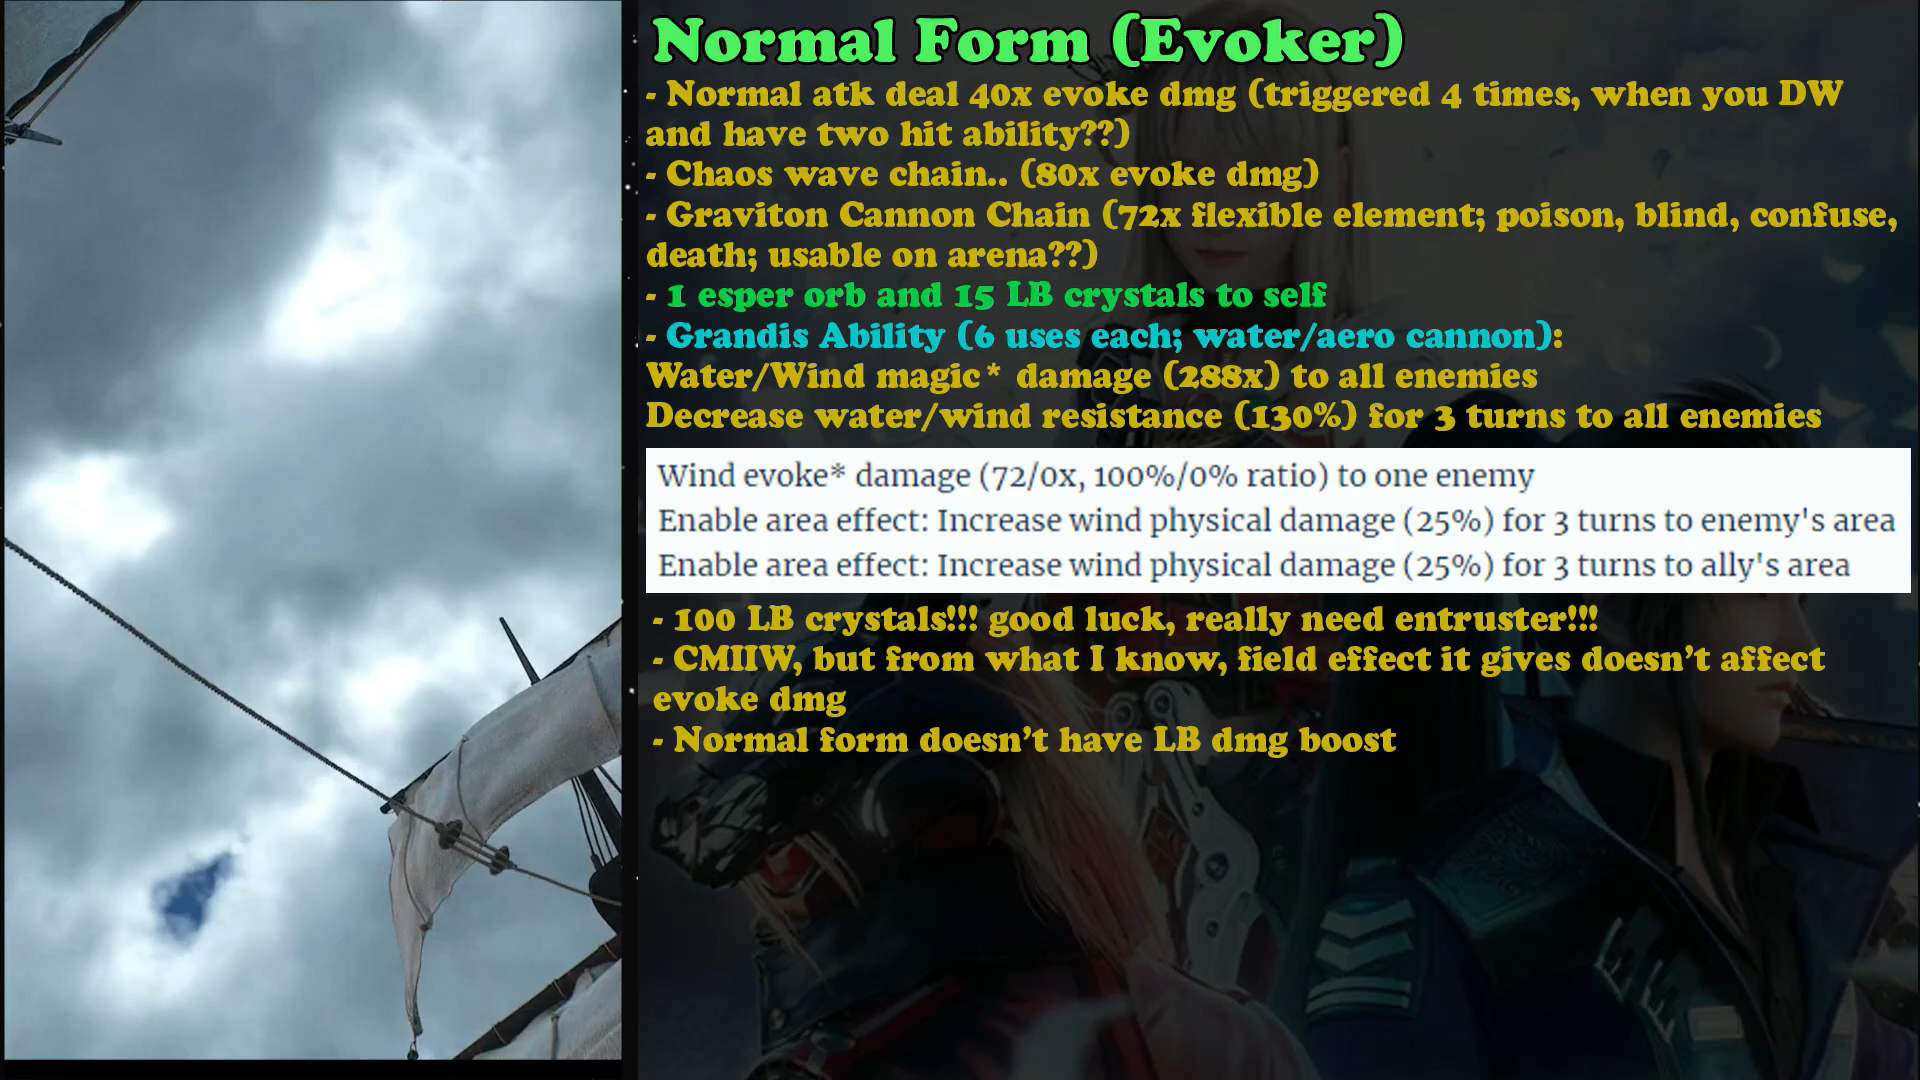 Normal Form (Evoker)
- Normal atk deal 40x evoke dmg (triggered 4 times, when you DW
and have two hit ability??)
- Chaos wave chain.. (80x evoke dmg)
- Graviton Cannon Chain (72x flexible element; poison, blind, confuse,
death; usable on arena??)
- 1 esper orb and 15 LB crystals to self
- Grandis Ability (6 uses each; water/aero cannon):
Water/Wind magic* damage (288x) to all enemies
Decrease water/wind resistance (130%) for 3 turns to all enemies
Wind evoke* damage (72/0x, 100%/0% ratio) to one enemy
Enable area effect: Increase wind physical damage (25%) for 3 turns to enemy's area
Enable area effect: Increase wind physical damage (25%) for 3 turns to ally's area
- 100 LB crystals!!! good luck, really need entruster!!!
- CMIIW, but from what I know, field effect it gives doesn’t affect
evoke dmg
- Normal form doesn’t have LB dmg boost